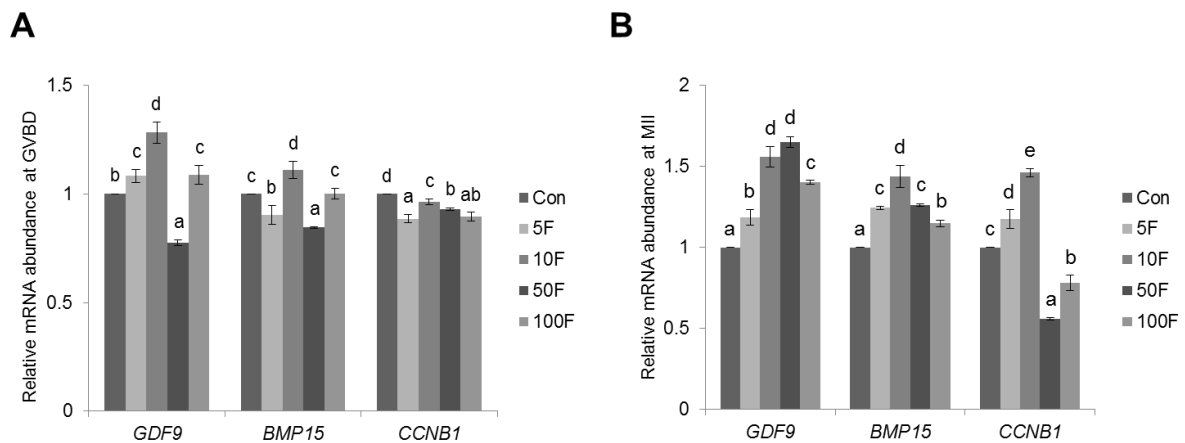 A
Relative mRNA abundance at GVBD
1.5
1
0.5
0
b c d a c
c b d a c
d a c b ab
GDF9 BMP15 CCNB1
Con
5F
10F
50F
100F
B
Relative mRNA abundance at MII
2
1.5
1
0.5
0
a b d d c
a c d c b
c d e a b
GDF9 BMP15 CCNB1
Con
5F
10F
50F
100F